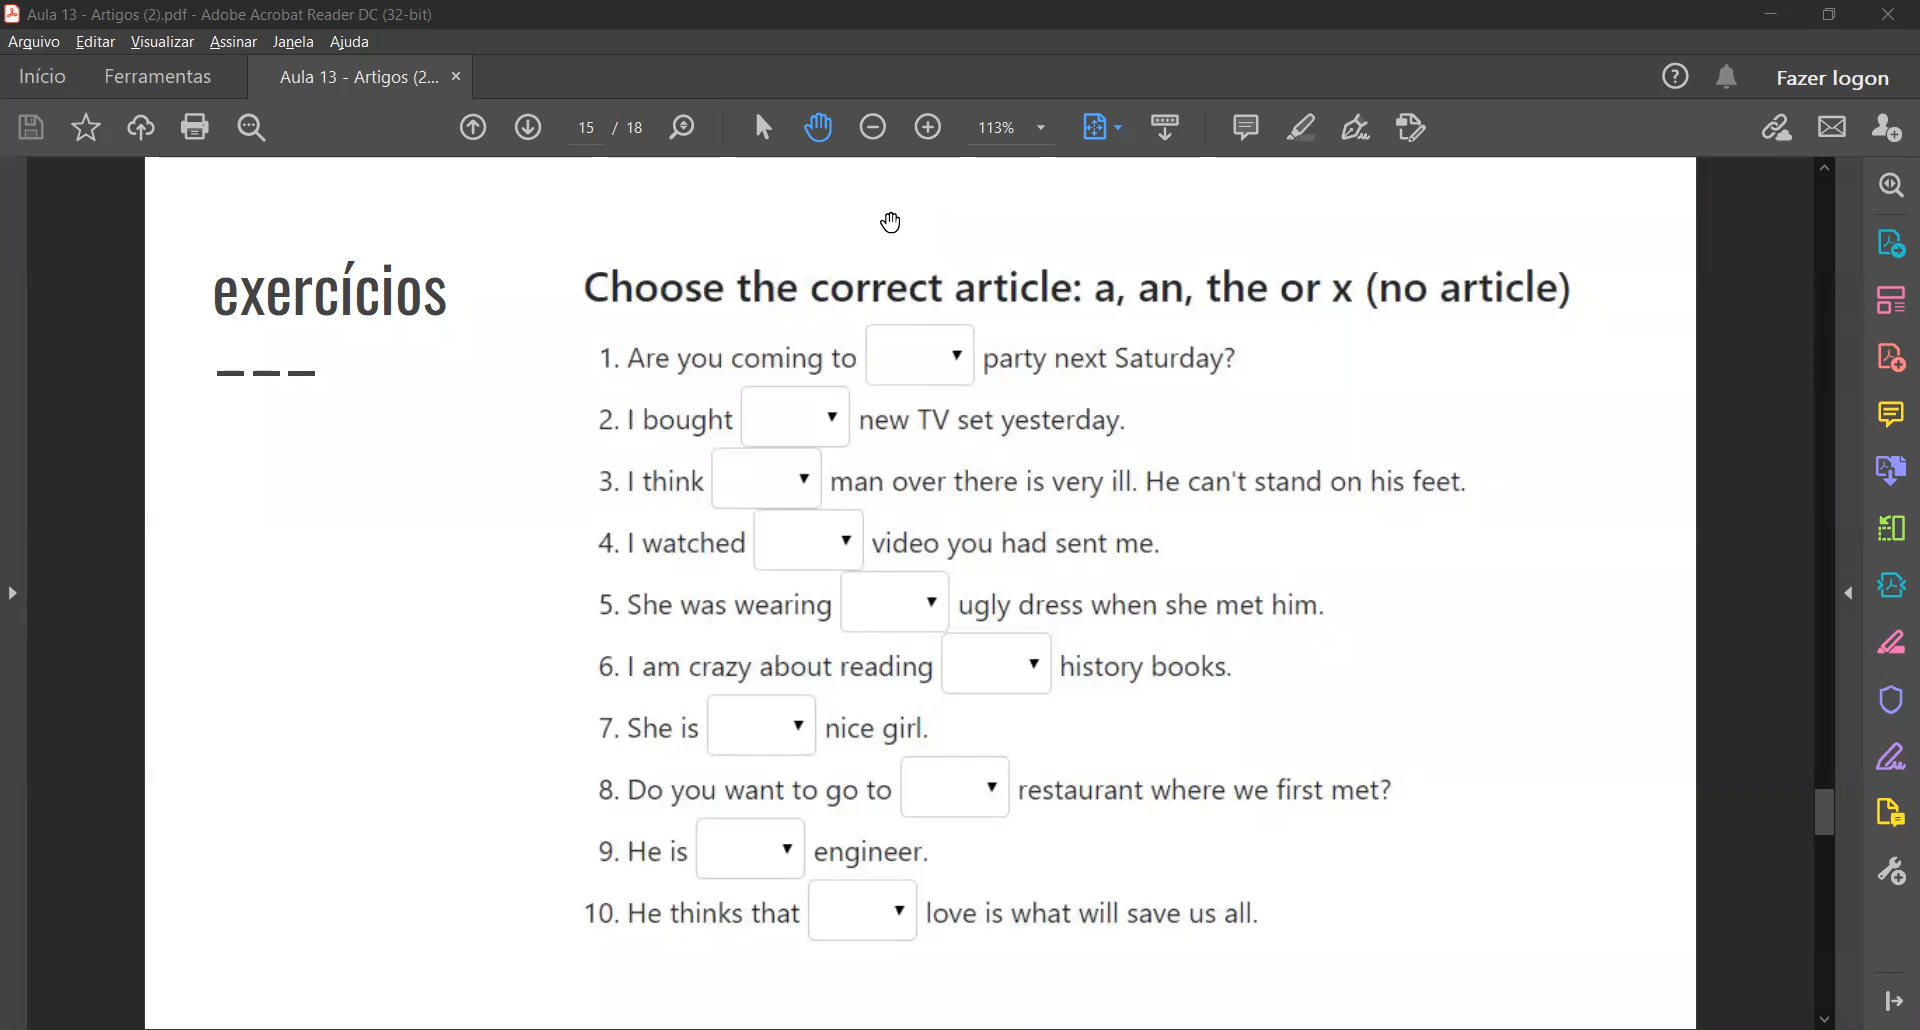 Aula 13 - Artigos (2).pdf - Adobe Acrobat Reader DC (32-bit)
Arquivo Editar Visualizar Assinar Janela Ajuda
Início Ferramentas Aula 13 - Artigos (2... × Fazer logon
15 / 18 113%
exercícios
Choose the correct article: a, an, the or x (no article)
1. Are you coming to party next Saturday?
2. I bought new TV set yesterday.
3. I think man over there is very ill. He can't stand on his feet.
4. I watched video you had sent me.
5. She was wearing ugly dress when she met him.
6. I am crazy about reading history books.
7. She is nice girl.
8. Do you want to go to restaurant where we first met?
9. He is engineer.
10. He thinks that love is what will save us all.